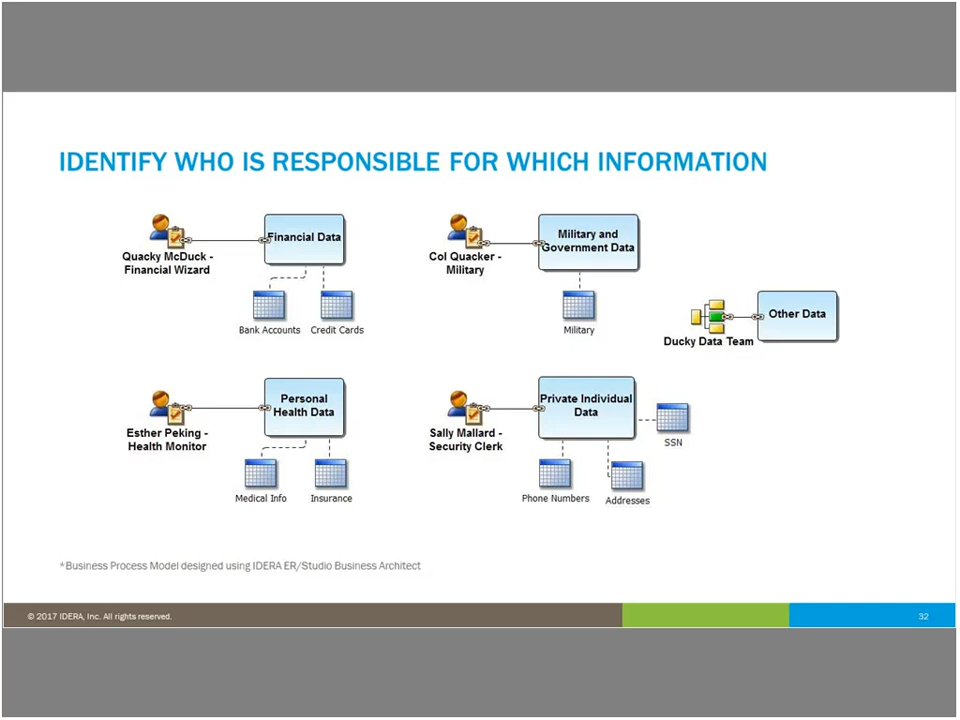 IDENTIFY WHO IS RESPONSIBLE FOR WHICH INFORMATION
Quacky McDuck -
Financial Wizard
Financial Data
Bank Accounts
Credit Cards
Col Quacker -
Military
Military and
Government Data
Military
Ducky Data Team
Other Data
Esther Peking -
Health Monitor
Personal
Health Data
Medical Info
Insurance
Sally Mallard -
Security Clerk
Private Individual
Data
SSN
Phone Numbers
Addresses
*Business Process Model designed using IDERA ER/Studio Business Architect
© 2017 IDERA, Inc. All rights reserved.
32